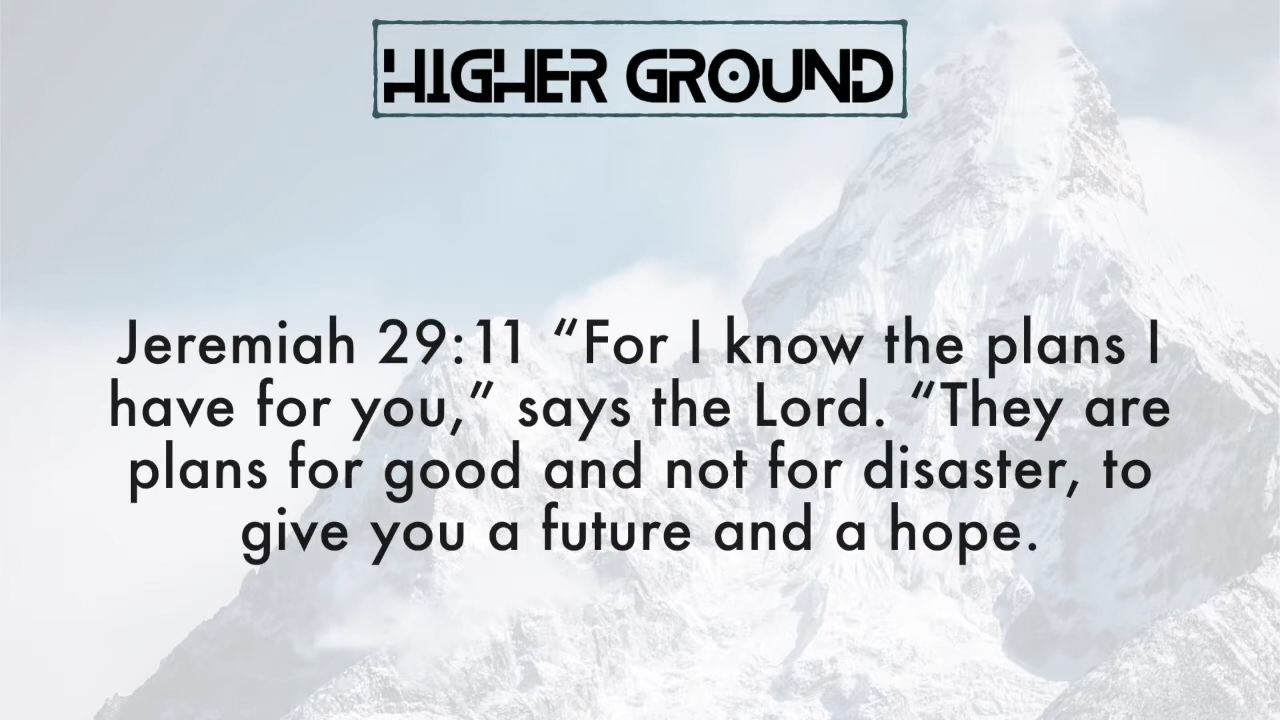 HIGHER GROUND
Jeremiah 29:11 “For I know the plans I
have for you,” says the Lord. “They are
plans for good and not for disaster, to
give you a future and a hope.